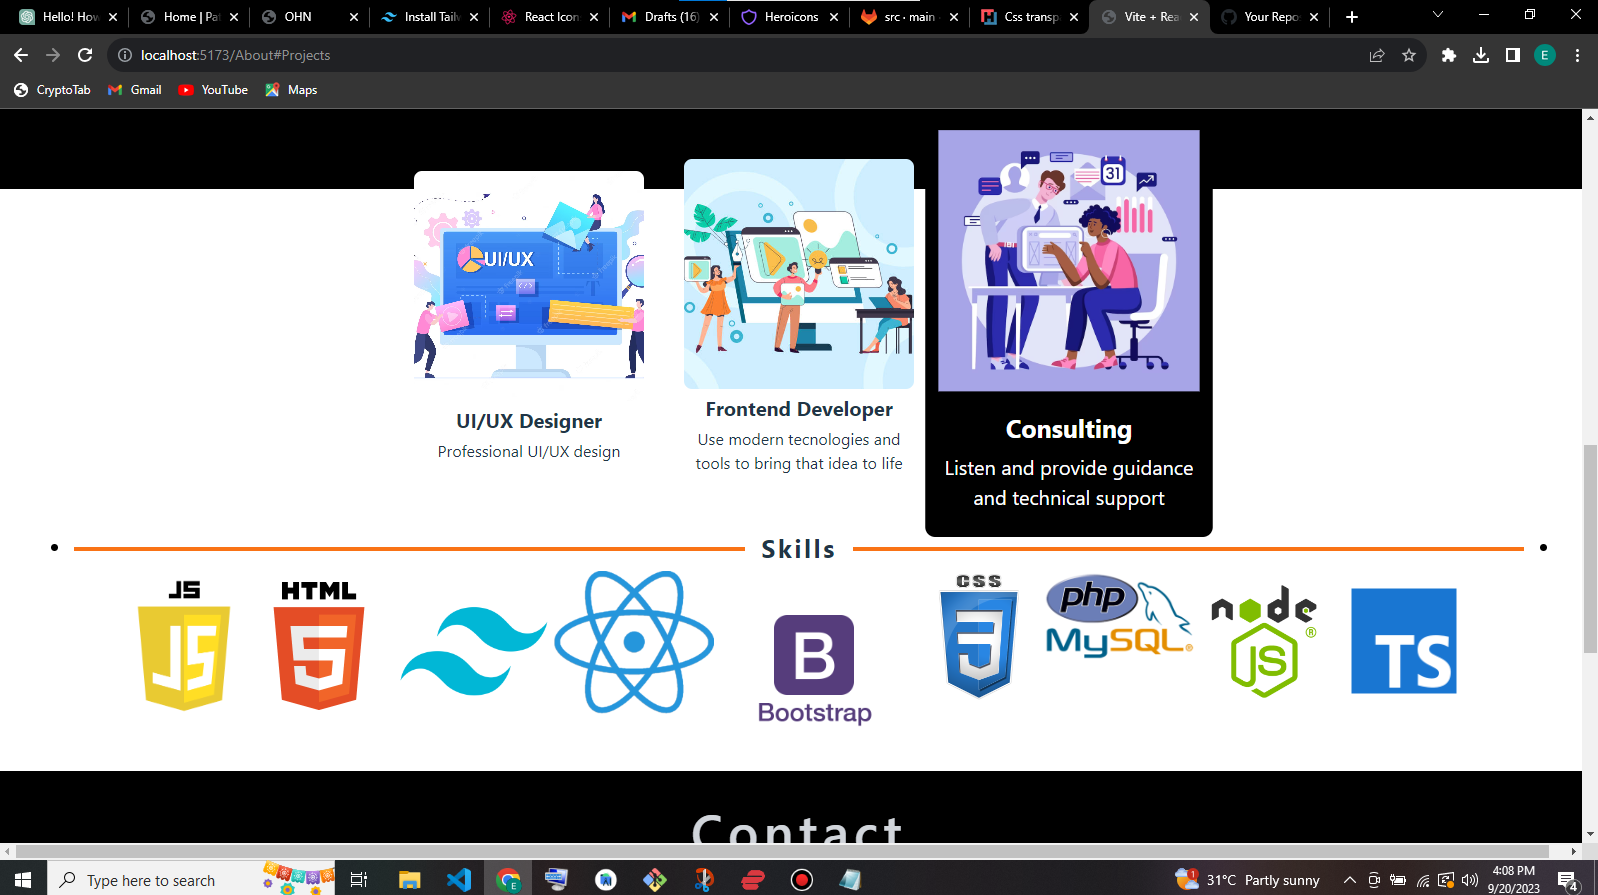 Hello! How
Home | Pat
OHN
Install Tailw
React Icon
Drafts (16)
Heroicons
src · main
Css transp
Vite + Rea
Your Repo
localhost:5173/About#Projects
E
CryptoTab
Gmail
YouTube
Maps
31
UI/UX
UI/UX Designer
Professional UI/UX design
Frontend Developer
Use modern tecnologies and
tools to bring that idea to life
Consulting
Listen and provide guidance
and technical support
Skills
JS
JS
HTML
5
B
Bootstrap
CSS
3
php
MySQL®
node
JS
®
TS
Contact
Type here to search
E
1
31°C Partly sunny
4:08 PM
9/20/2023
4